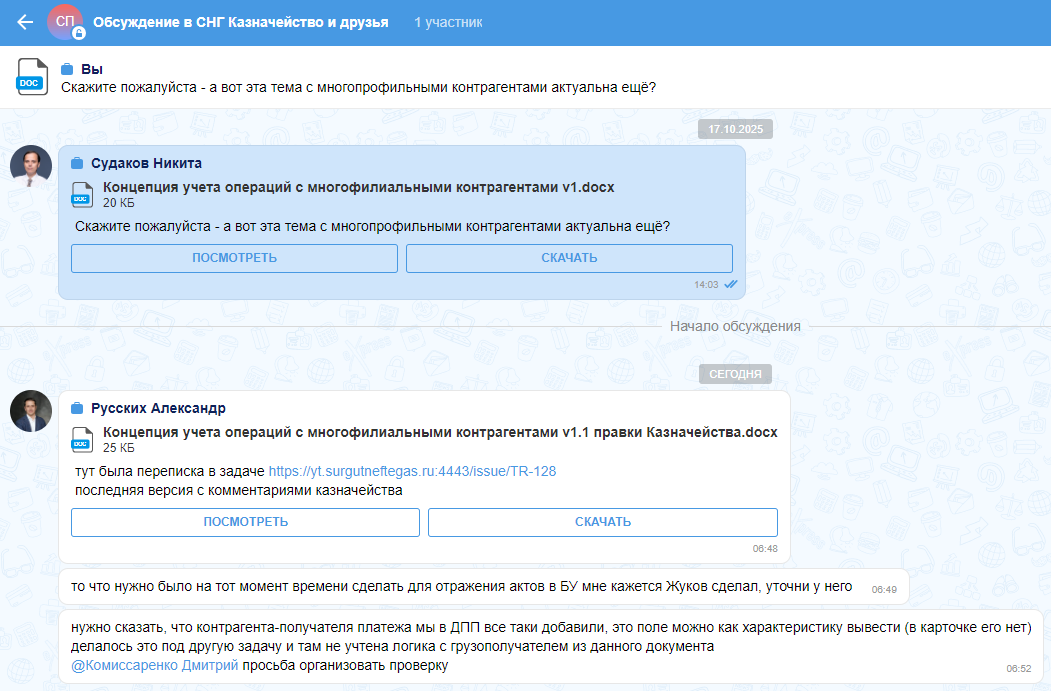 СП
Обсуждение в СНГ Казначейство и друзья
1 участник
DOC
Вы
Скажите пожалуйста - а вот эта тема с многопрофильными контрагентами актуальна ещё?
17.10.2025
Судаков Никита
DOC
Концепция учета операций с многофилиальными контрагентами v1.docx
20 КБ
Скажите пожалуйста - а вот эта тема с многопрофильными контрагентами актуальна ещё?
ПОСМОТРЕТЬ
СКАЧАТЬ
14:03
Начало обсуждения
СЕГОДНЯ
Русских Александр
DOC
Концепция учета операций с многофилиальными контрагентами v1.1 правки Казначейства.docx
25 КБ
тут была переписка в задаче https://yt.surgutneftegas.ru:4443/issue/TR-128
последняя версия с комментариями казначейства
ПОСМОТРЕТЬ
СКАЧАТЬ
06:48
то что нужно было на тот момент времени сделать для отражения актов в БУ мне кажется Жуков сделал, уточни у него
06:49
нужно сказать, что контрагента-получателя платежа мы в ДПП все таки добавили, это поле можно как характеристику вывести (в карточке его нет)
делалось это под другую задачу и там не учтена логика с грузополучателем из данного документа
@Комиссаренко Дмитрий просьба организовать проверку
06:52